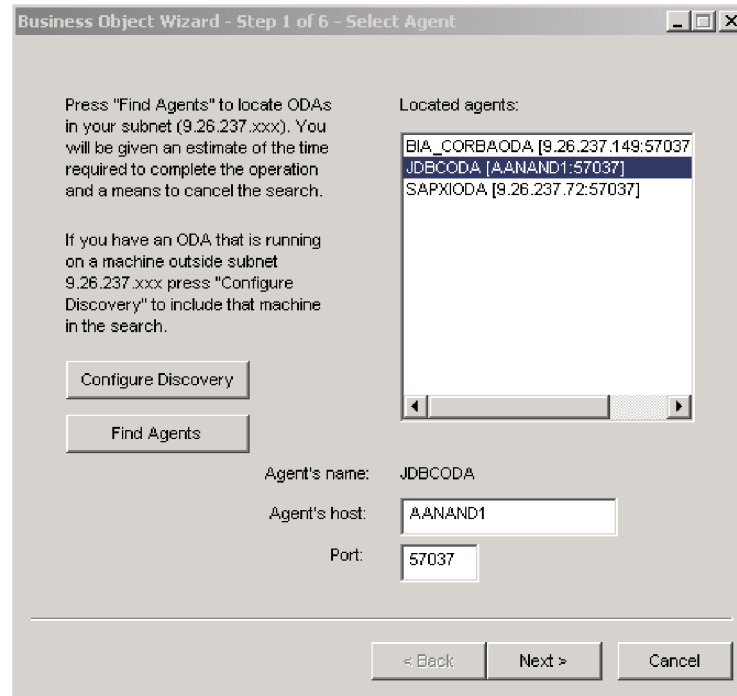 Business Object Wizard - Step 1 of 6 - Select Agent
Press "Find Agents" to locate ODAs
in your subnet (9.26.237.xxx). You
will be given an estimate of the time
required to complete the operation
and a means to cancel the search.
If you have an ODA that is running
on a machine outside subnet
9.26.237.xxx press "Configure
Discovery" to include that machine
in the search.
Configure Discovery
Find Agents
Located agents:
BIA_CORBAODA [9.26.237.149:57037
JDBCODA [AANAND1:57037]
SAPXIODA [9.26.237.72:57037]
Agent's name: JDBCODA
Agent's host: AANAND1
Port: 57037
< Back Next > Cancel